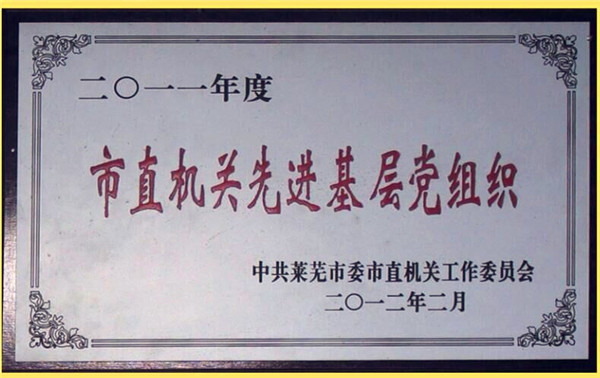 二〇一一年度
市直机关先进基层党组织
中共莱芜市委市直机关工作委员会
二〇一二年二月